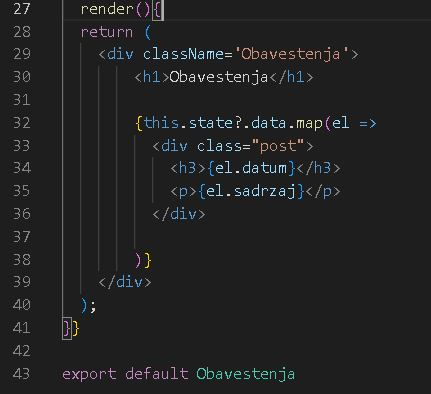 27 render(){
28 return (
29 <div className='Obavestenja'>
30 <h1>Obavestenja</h1>
31
32 {this.state?.data.map(el =>
33 <div class="post">
34 <h3>{el.datum}</h3>
35 <p>{el.sadrzaj}</p>
36 </div>
37
38 )}
39 </div>
40 );
41 }}
42
43 export default Obavestenja